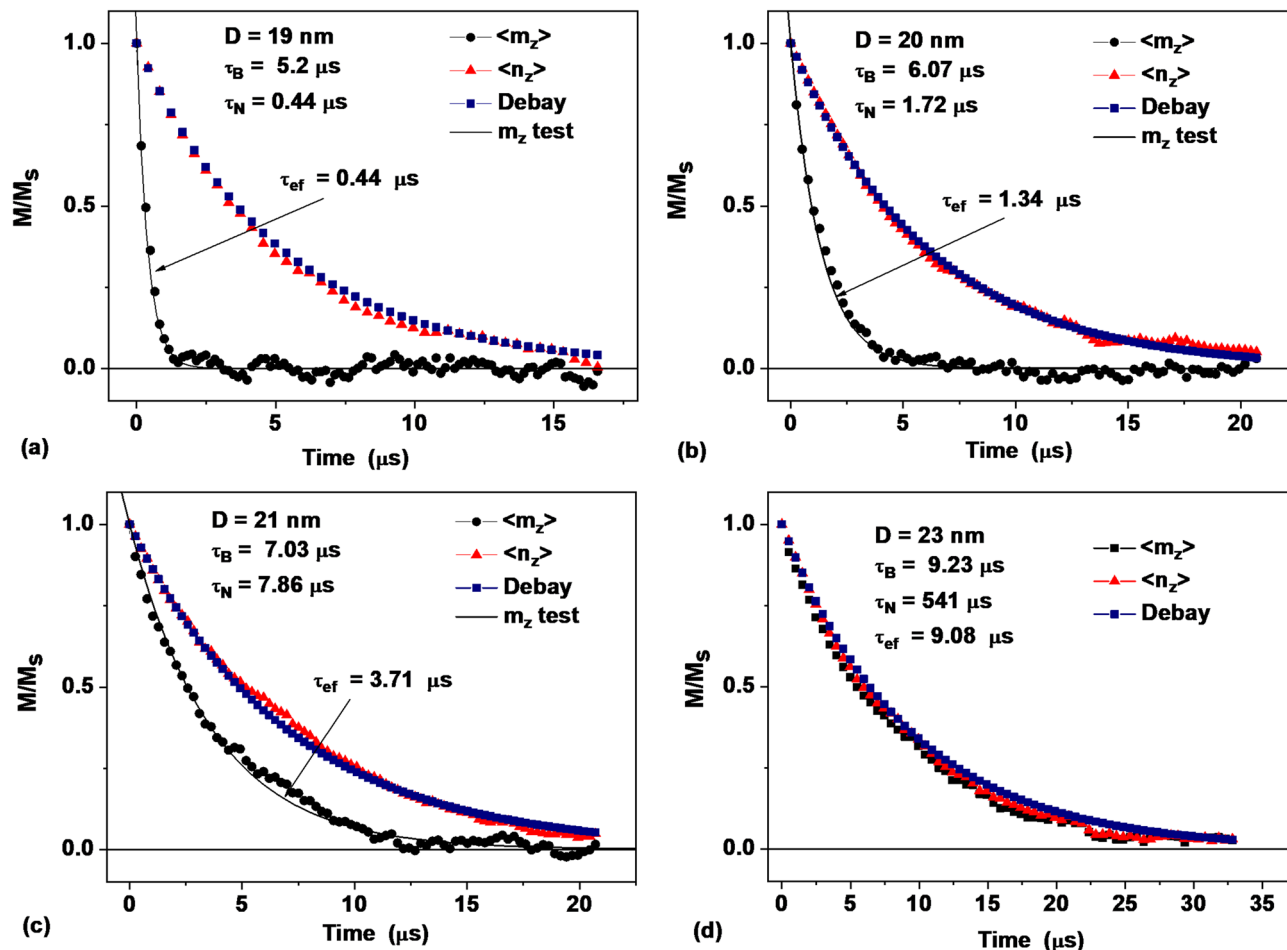 1.0
0.5
0.0
M/Ms
D = 19 nm
τB = 5.2 μs
τN = 0.44 μs
<mz>
<nz>
Debay
mz test
τef = 0.44 μs
0 5 10 15
(a)
Time (μs)
1.0
0.5
0.0
M/Ms
D = 20 nm
τB = 6.07 μs
τN = 1.72 μs
<mz>
<nz>
Debay
mz test
τef = 1.34 μs
0 5 10 15 20
(b)
Time (μs)
1.0
0.5
0.0
M/Ms
D = 21 nm
τB = 7.03 μs
τN = 7.86 μs
<mz>
<nz>
Debay
mz test
τef = 3.71 μs
0 5 10 15 20
(c)
Time (μs)
1.0
0.5
0.0
M/Ms
D = 23 nm
τB = 9.23 μs
τN = 541 μs
τef = 9.08 μs
<mz>
<nz>
Debay
0 5 10 15 20 25 30 35
(d)
Time (μs)